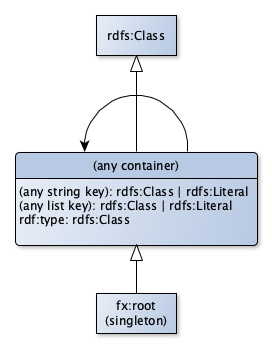 rdfs:Class
(any container)
(any string key): rdfs:Class | rdfs:Literal
(any list key): rdfs:Class | rdfs:Literal
rdf:type: rdfs:Class
fx:root
(singleton)